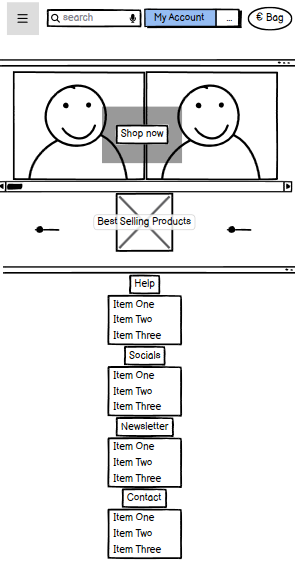 search
My Account
...
€ Bag
Shop now
Best Selling Products
Help
Item One
Item Two
Item Three
Socials
Item One
Item Two
Item Three
Newsletter
Item One
Item Two
Item Three
Contact
Item One
Item Two
Item Three